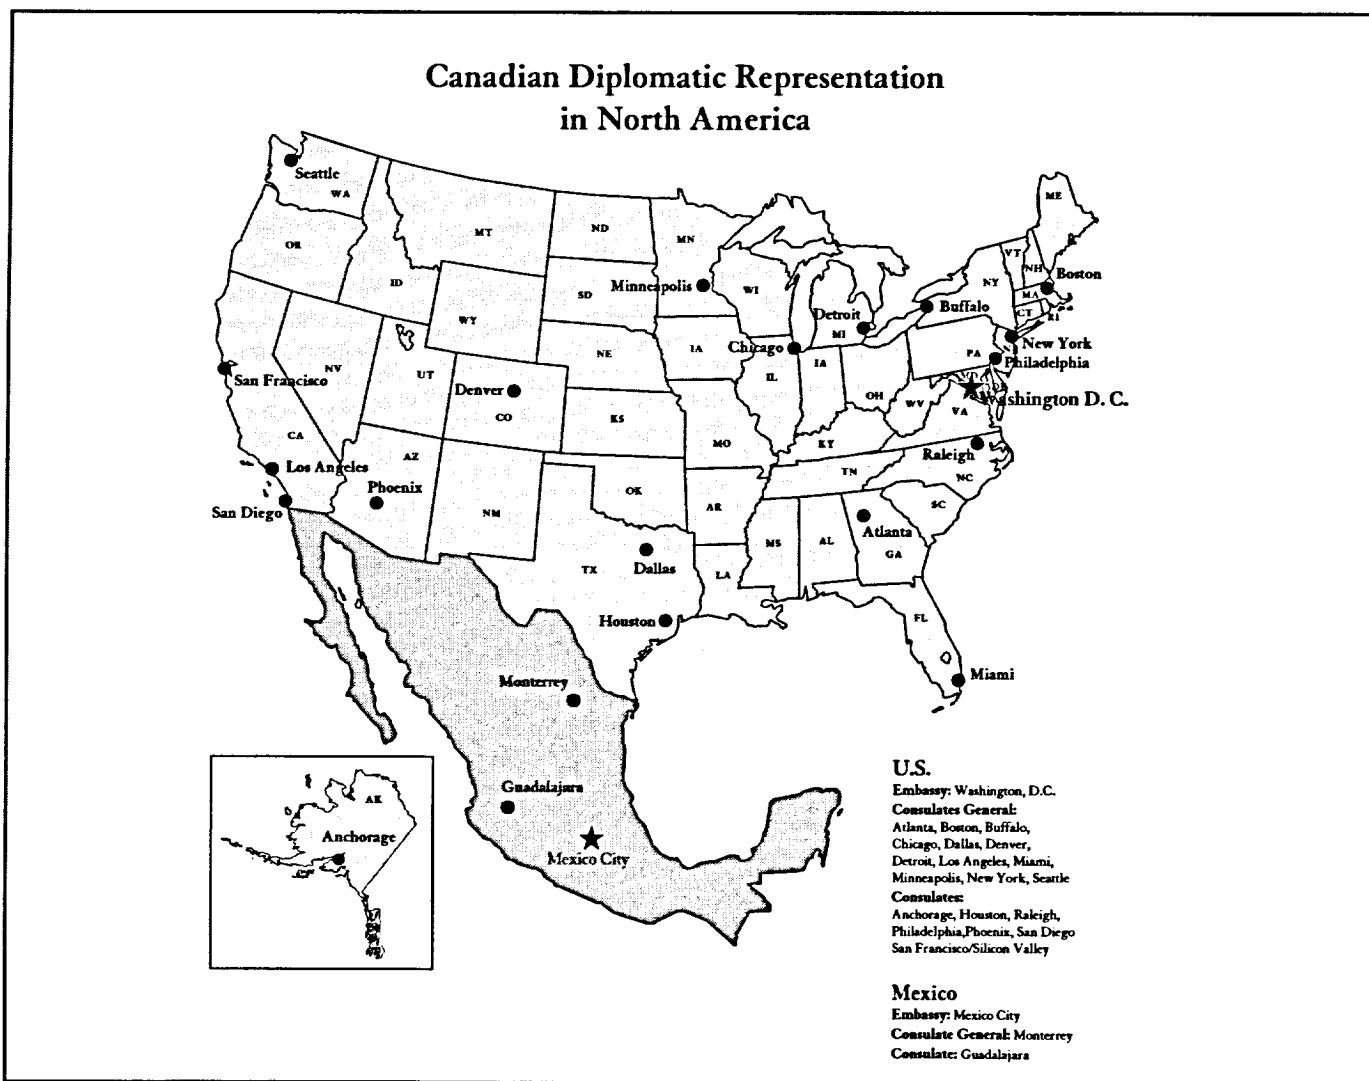 Canadian Diplomatic Representation
in North America
Seattle
WA
ME
MT
ND
MN
OR
VT
NH
Boston
ID
NY
MA
Minneapolis
SD
WI
CT
RI
Buffalo
WY
Detroit
MI
New York
NE
IA
Chicago
IA
PA
Philadelphia
San Francisco
NV
UT
IL
Denver
OH
WV
Washington D. C.
CO
KS
VA
CA
MO
KY
AZ
Raleigh
Los Angeles
TN
NC
Phoenix
OK
San Diego
NM
AR
SC
Atlanta
MS
AL
GA
TX
Dallas
LA
Houston
FL
Miami
Monterrey
Guadalajara
Mexico City
AK
Anchorage
U.S.
Embassy: Washington, D.C.
Consulates General:
Atlanta, Boston, Buffalo,
Chicago, Dallas, Denver,
Detroit, Los Angeles, Miami,
Minneapolis, New York, Seattle
Consulates:
Anchorage, Houston, Raleigh,
Philadelphia,Phoenix, San Diego
San Francisco/Silicon Valley
Mexico
Embassy: Mexico City
Consulate General: Monterrey
Consulate: Guadalajara